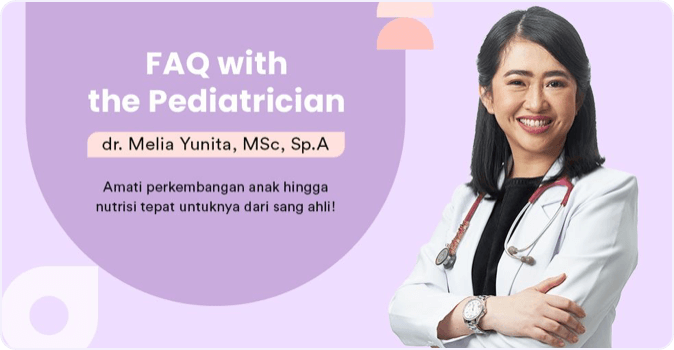 FAQ with
the Pediatrician
dr. Melia Yunita, MSc, Sp.A
Amati perkembangan anak hingga
nutrisi tepat untuknya dari sang ahli!